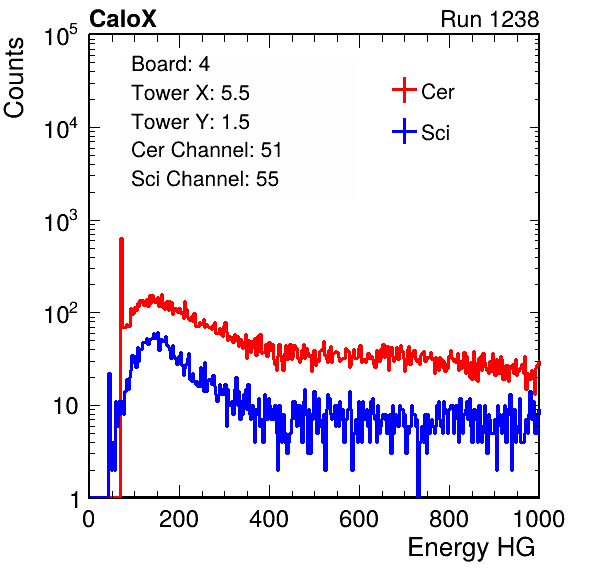 CaloX Run 1238
Counts
10^5
10^4
10^3
10^2
10
1
Board: 4
Tower X: 5.5
Tower Y: 1.5
Cer Channel: 51
Sci Channel: 55
Cer
Sci
0 200 400 600 800 1000
Energy HG